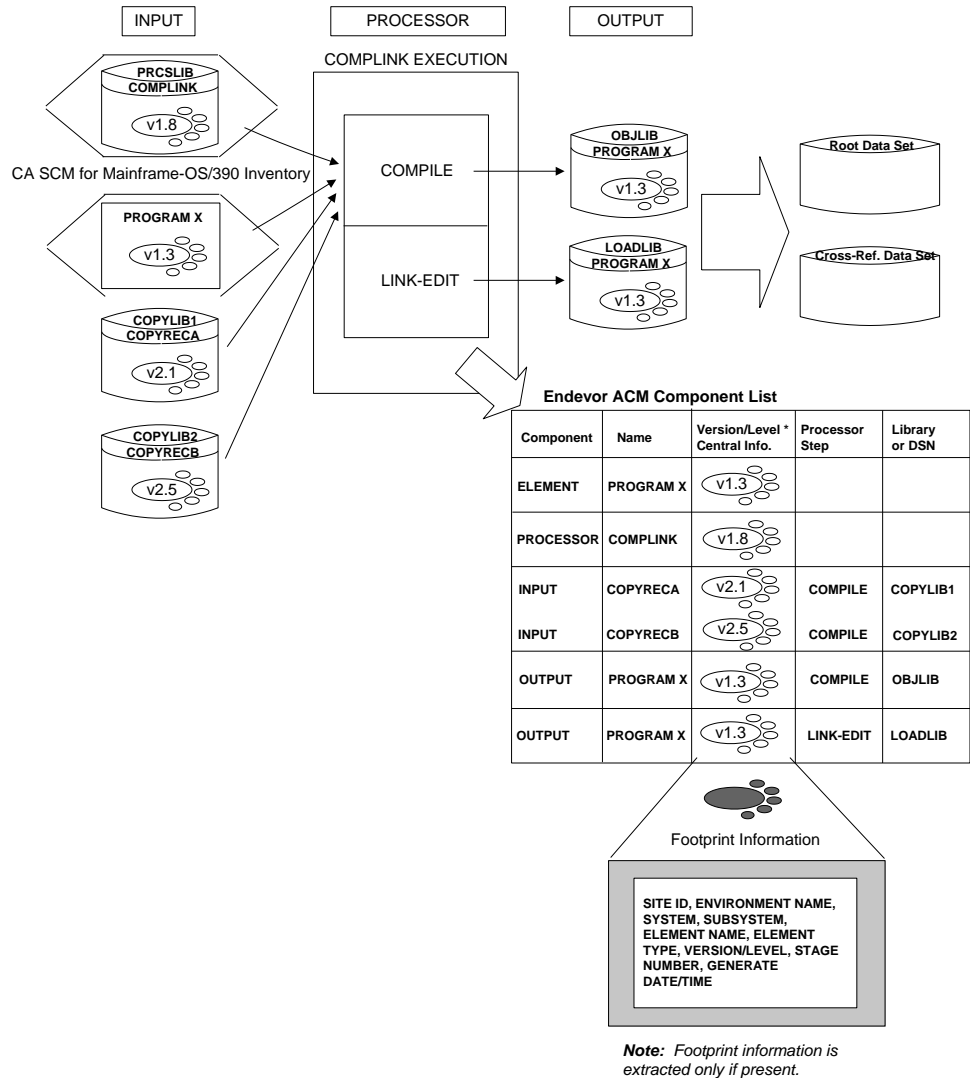 INPUT
PROCESSOR
OUTPUT
COMPLINK EXECUTION
PRCSLIB
COMPLINK
v1.8
CA SCM for Mainframe-OS/390 Inventory
PROGRAM X
v1.3
COPYLIB1
COPYRECA
v2.1
COPYLIB2
COPYRECB
v2.5
COMPILE
LINK-EDIT
OBJLIB
PROGRAM X
v1.3
LOADLIB
PROGRAM X
v1.3
Root Data Set
Cross-Ref. Data Set
Endevor ACM Component List
Component Name Version/Level * Central Info. Processor Step Library or DSN
ELEMENT PROGRAM X v1.3
PROCESSOR COMPLINK v1.8
INPUT COPYRECA v2.1 COMPILE COPYLIB1
INPUT COPYRECB v2.5 COMPILE COPYLIB2
OUTPUT PROGRAM X v1.3 COMPILE OBJLIB
OUTPUT PROGRAM X v1.3 LINK-EDIT LOADLIB
Footprint Information
SITE ID, ENVIRONMENT NAME,
SYSTEM, SUBSYSTEM,
ELEMENT NAME, ELEMENT
TYPE, VERSION/LEVEL, STAGE
NUMBER, GENERATE
DATE/TIME
Note: Footprint information is
extracted only if present.